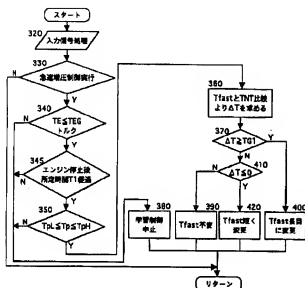 スタート
320
入力信号処理
330
急速増圧制御実行
N
Y
340
TE≦TEG
トルク
N
Y
345
エンジン停止後
所定時間T1経過
N
Y
350
TpL≦Tp≦TpH
N
Y
360
TfastとTNT比較
よりΔTを求める
370
ΔT≧TG1
Y
N
410
ΔT≦0
N
Y
380
学習制御
中止
390
Tfast不変
420
Tfast短く
変更
400
Tfast長目
に変更
リターン